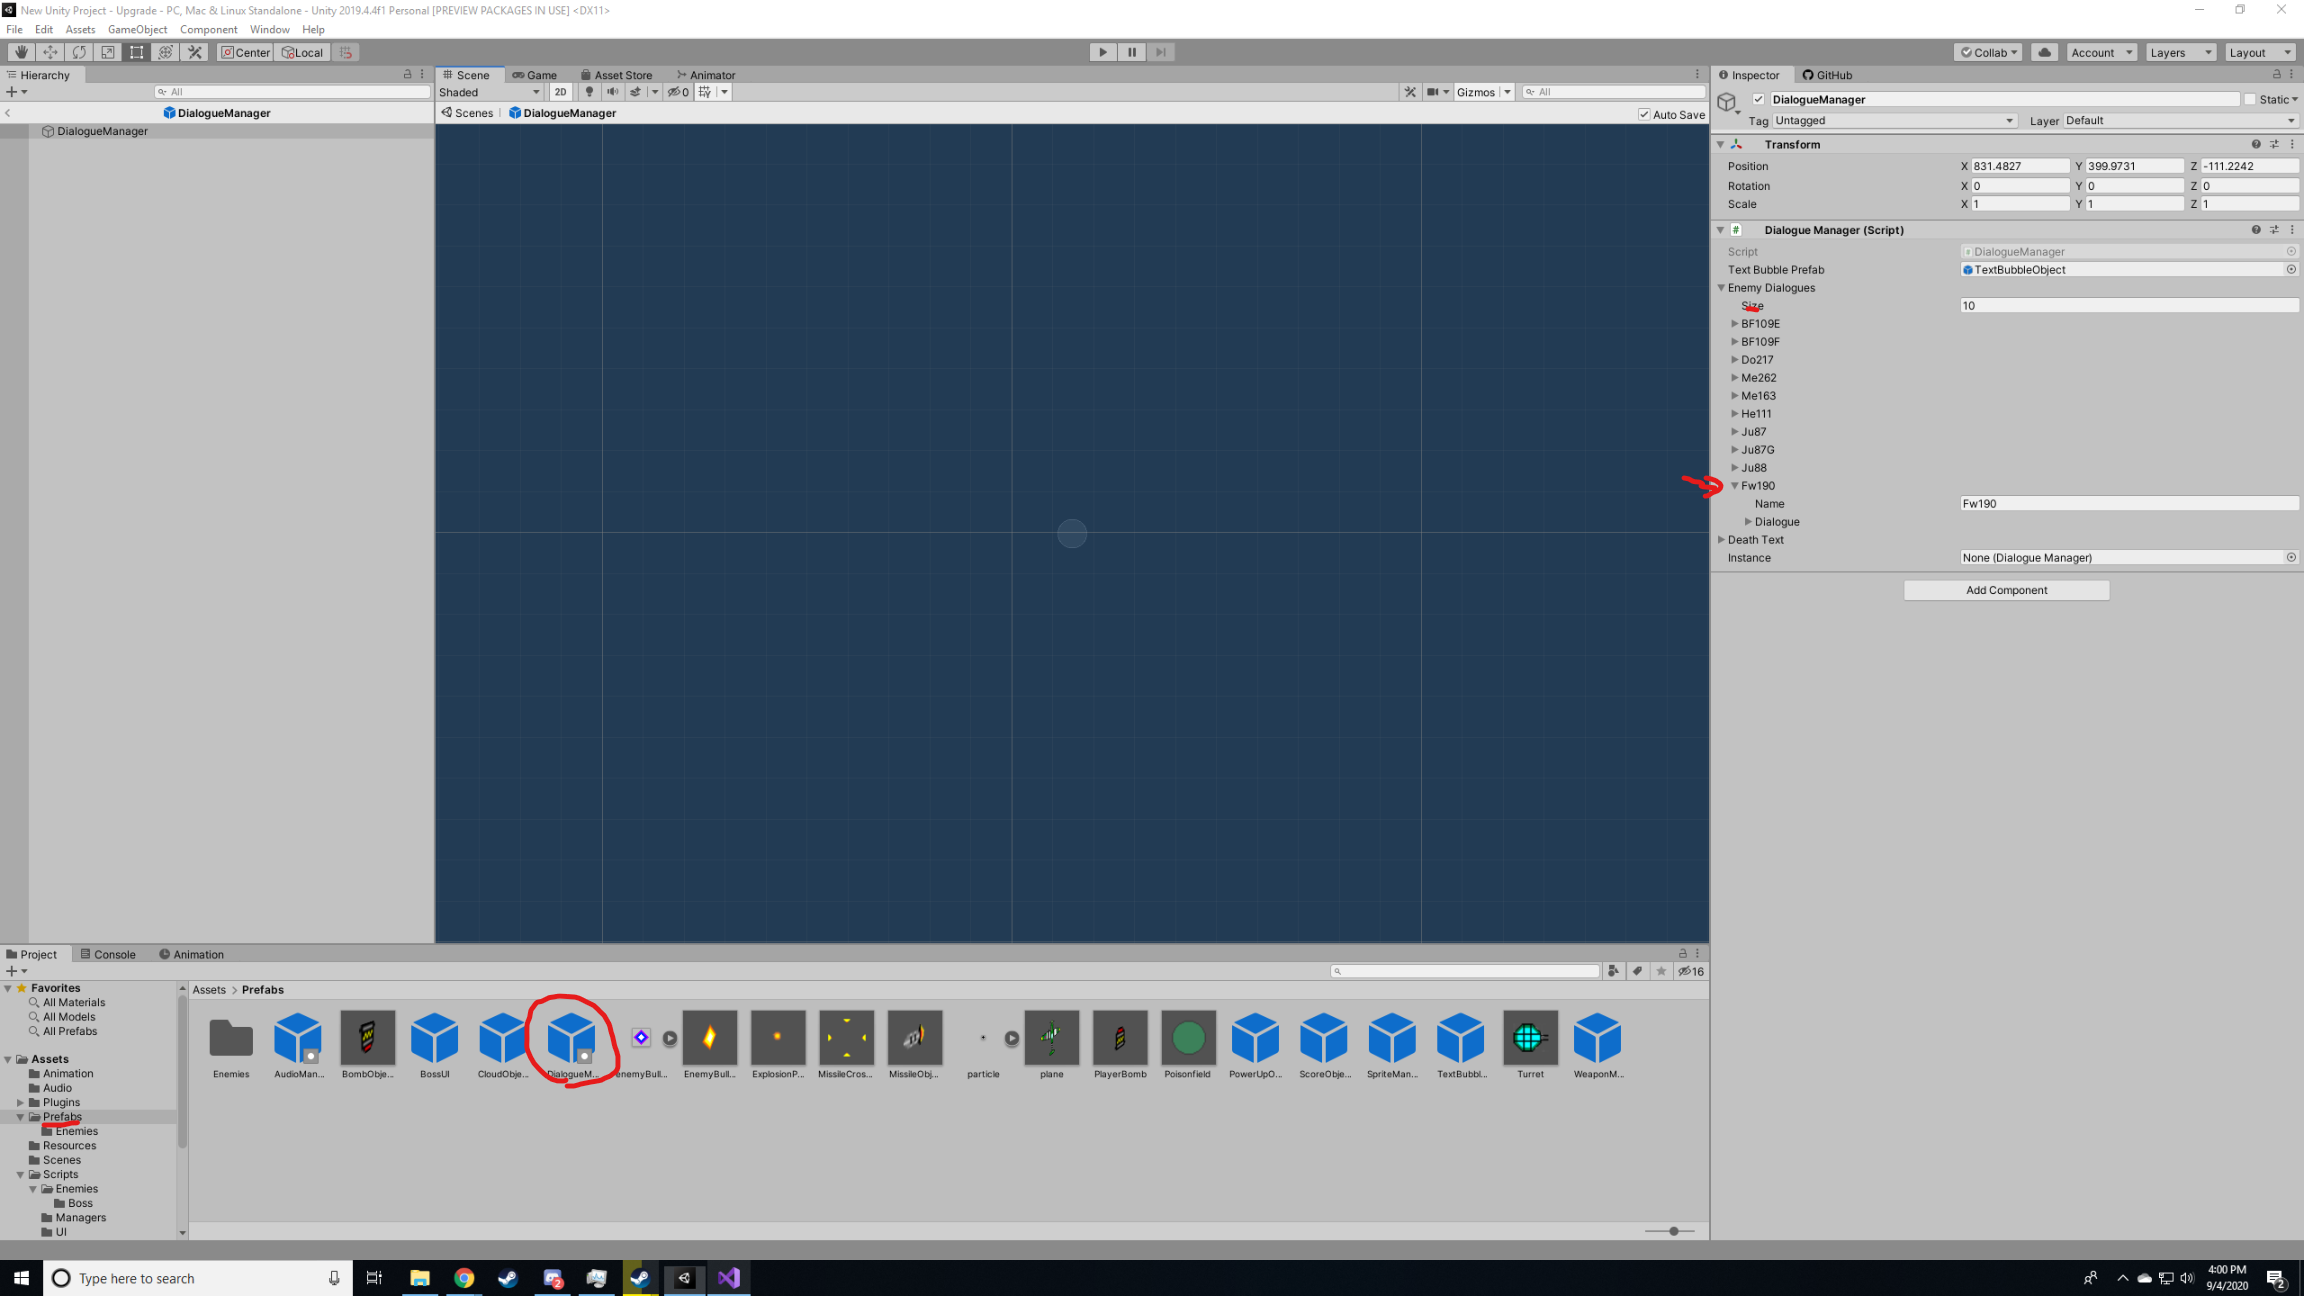 New Unity Project - Upgrade - PC, Mac & Linux Standalone - Unity 2019.4.4f1 Personal [PREVIEW PACKAGES IN USE] <DX11>
File Edit Assets GameObject Component Window Help
Center Local Collab Account Layers Layout
Hierarchy
All
DialogueManager
DialogueManager
Scene Game Asset Store Animator
Shaded 2D 0 Gizmos All
Scenes DialogueManager Auto Save
Inspector GitHub
DialogueManager Static
Tag Untagged Layer Default
Transform
Position X 831.4827 Y 399.9731 Z -111.2242
Rotation X 0 Y 0 Z 0
Scale X 1 Y 1 Z 1
# Dialogue Manager (Script)
Script DialogueManager
Text Bubble Prefab TextBubbleObject
Enemy Dialogues
Size 10
BF109E
BF109F
Do217
Me262
Me163
He111
Ju87
Ju87G
Ju88
Fw190
Name Fw190
Dialogue
Death Text
Instance None (Dialogue Manager)
Add Component
Project Console Animation
16
Favorites
All Materials
All Models
All Prefabs
Assets
Animation
Audio
Plugins
Prefabs
Enemies
Resources
Scenes
Scripts
Enemies
Boss
Managers
UI
Assets > Prefabs
Enemies AudioMan... BombObje... BossUI CloudObje... DialogueM... enemyBull... EnemyBull... ExplosionP... MissileCros... MissileObj... particle plane PlayerBomb Poisonfield PowerUpO... ScoreObje... SpriteMan... TextBubbl... Turret WeaponM...
Type here to search
2
4:00 PM
9/4/2020
2